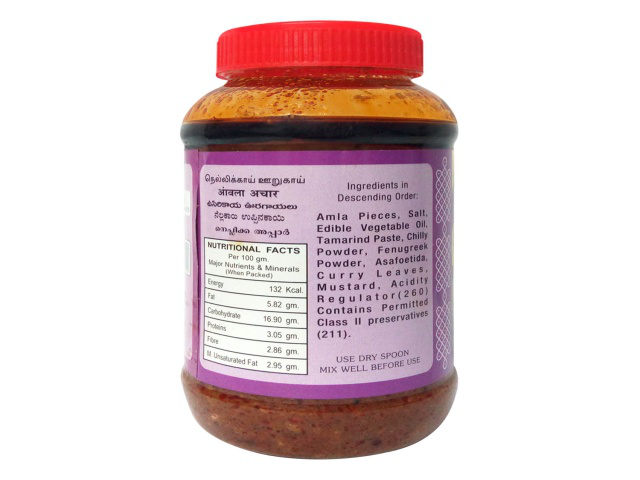 நெல்லிக்காய் ஊறுகாய்
आंवला अचार
ఉసిరికాయ ఊరగాయలు
ನೆಲ್ಲಿಕಾಯಿ ಉಪ್ಪಿನಕಾಯಿ
നെല്ലിക്ക അച്ചാർ
NUTRITIONAL FACTS
Per 100 gm.
Major Nutrients & Minerals
(When Packed)
Energy 132 Kcal.
Fat 5.82 gm.
Carbohydrate 16.90 gm.
Proteins 3.05 gm.
Fibre 2.86 gm.
M. Unsaturated Fat 2.95 gm.
Ingredients in
Descending Order:
Amla Pieces, Salt,
Edible Vegetable Oil,
Tamarind Paste, Chilly
Powder, Fenugreek
Powder, Asafoetida,
Curry Leaves,
Mustard, Acidity
Regulator(260)
Contains Permitted
Class II preservatives
(211).
USE DRY SPOON
MIX WELL BEFORE USE